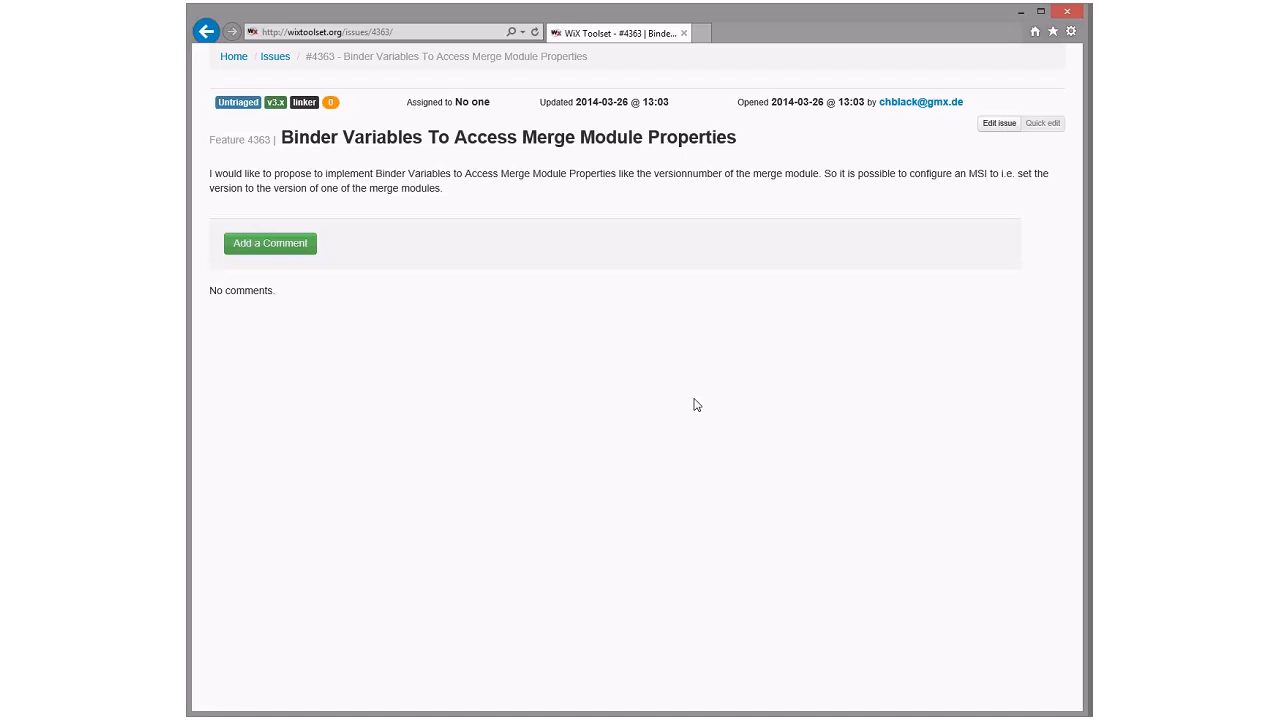 http://wixtoolset.org/issues/4363/
WiX Toolset - #4363 | Binde...
Home / Issues / #4363 - Binder Variables To Access Merge Module Properties
Untriaged v3.x linker 0 Assigned to No one Updated 2014-03-26 @ 13:03 Opened 2014-03-26 @ 13:03 by chblack@gmx.de
Edit issue Quick edit
Feature 4363 | Binder Variables To Access Merge Module Properties
I would like to propose to implement Binder Variables to Access Merge Module Properties like the versionnumber of the merge module. So it is possible to configure an MSI to i.e. set the
version to the version of one of the merge modules.
Add a Comment
No comments.